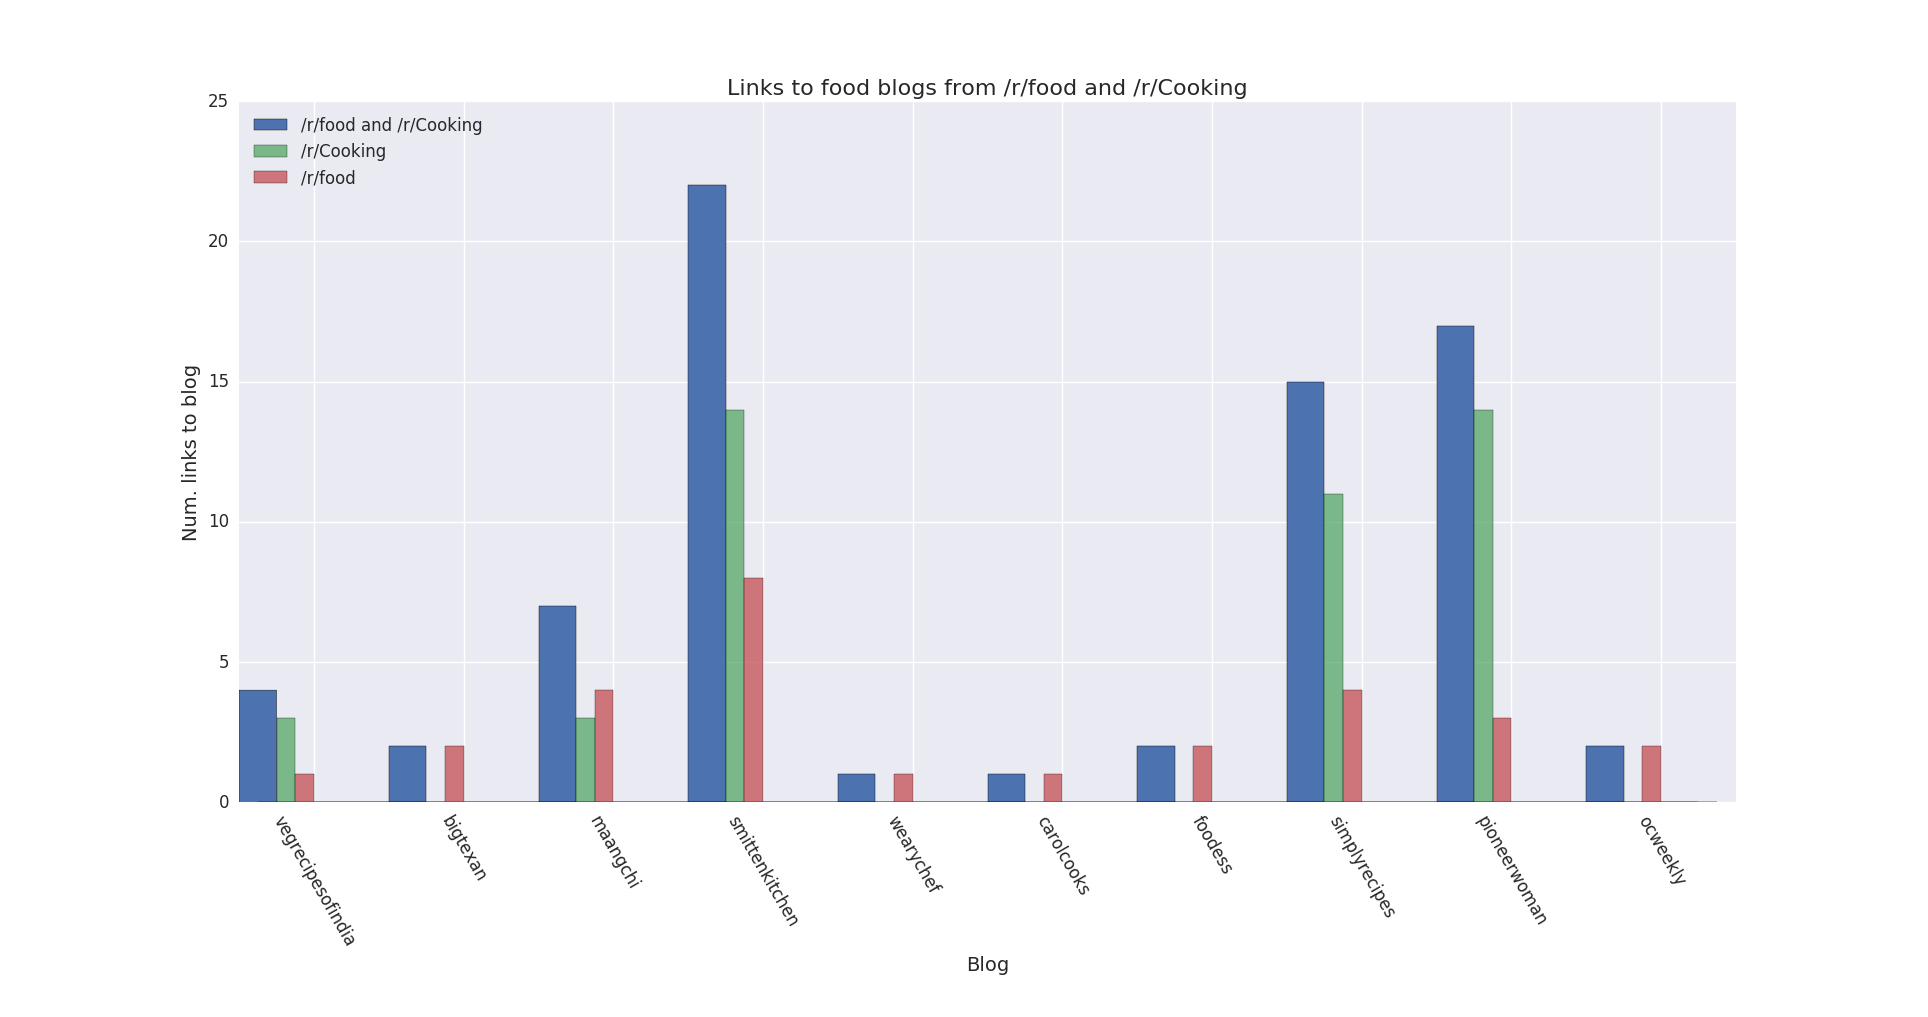 Links to food blogs from /r/food and /r/Cooking
25
20
15
10
5
0
Num. links to blog
/r/food and /r/Cooking
/r/Cooking
/r/food
vegrecipesofindia
bigtexan
maangchi
smittenkitchen
wearychef
carolcooks
foodess
simplyrecipes
pioneerwoman
ocweekly
Blog